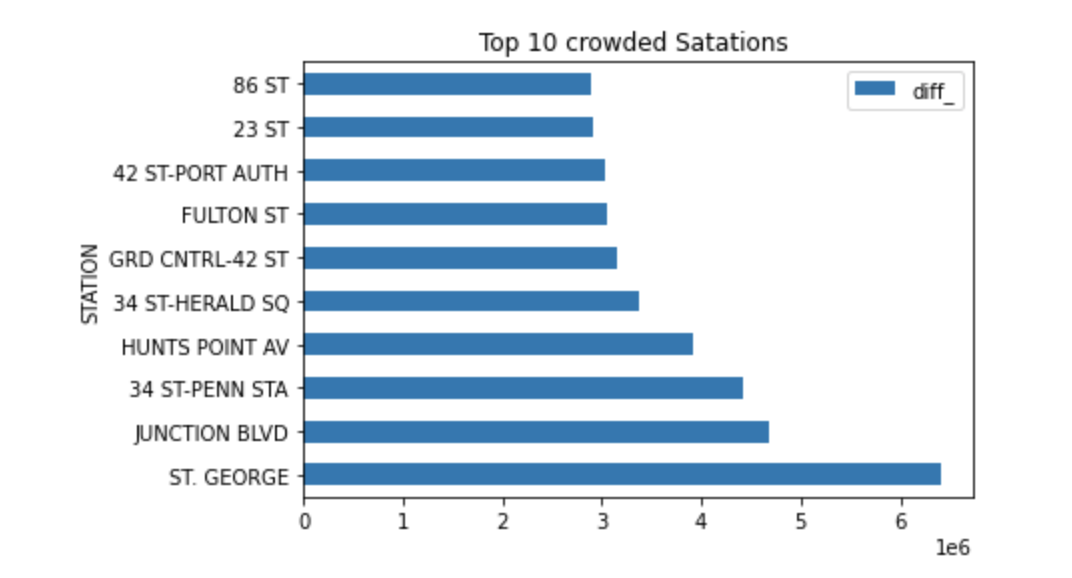 Top 10 crowded Satations
diff_
STATION
86 ST
23 ST
42 ST-PORT AUTH
FULTON ST
GRD CNTRL-42 ST
34 ST-HERALD SQ
HUNTS POINT AV
34 ST-PENN STA
JUNCTION BLVD
ST. GEORGE
0 1 2 3 4 5 6
1e6